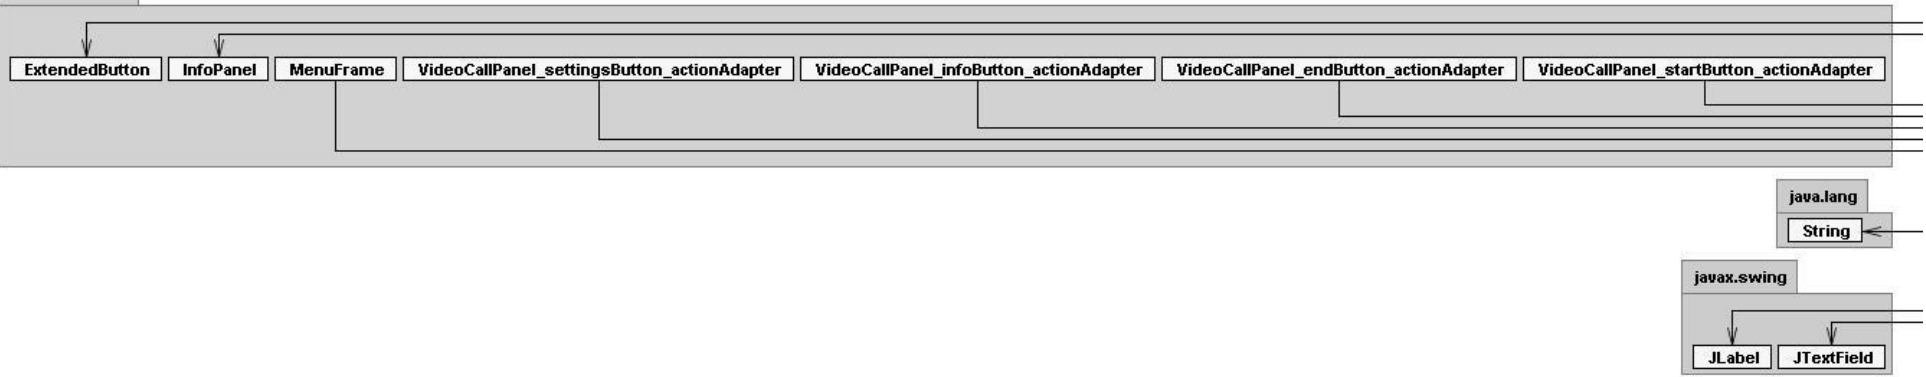 ExtendedButton InfoPanel MenuFrame VideoCallPanel_settingsButton_actionAdapter VideoCallPanel_infoButton_actionAdapter VideoCallPanel_endButton_actionAdapter VideoCallPanel_startButton_actionAdapter
java.lang
String
javax.swing
JLabel JTextField